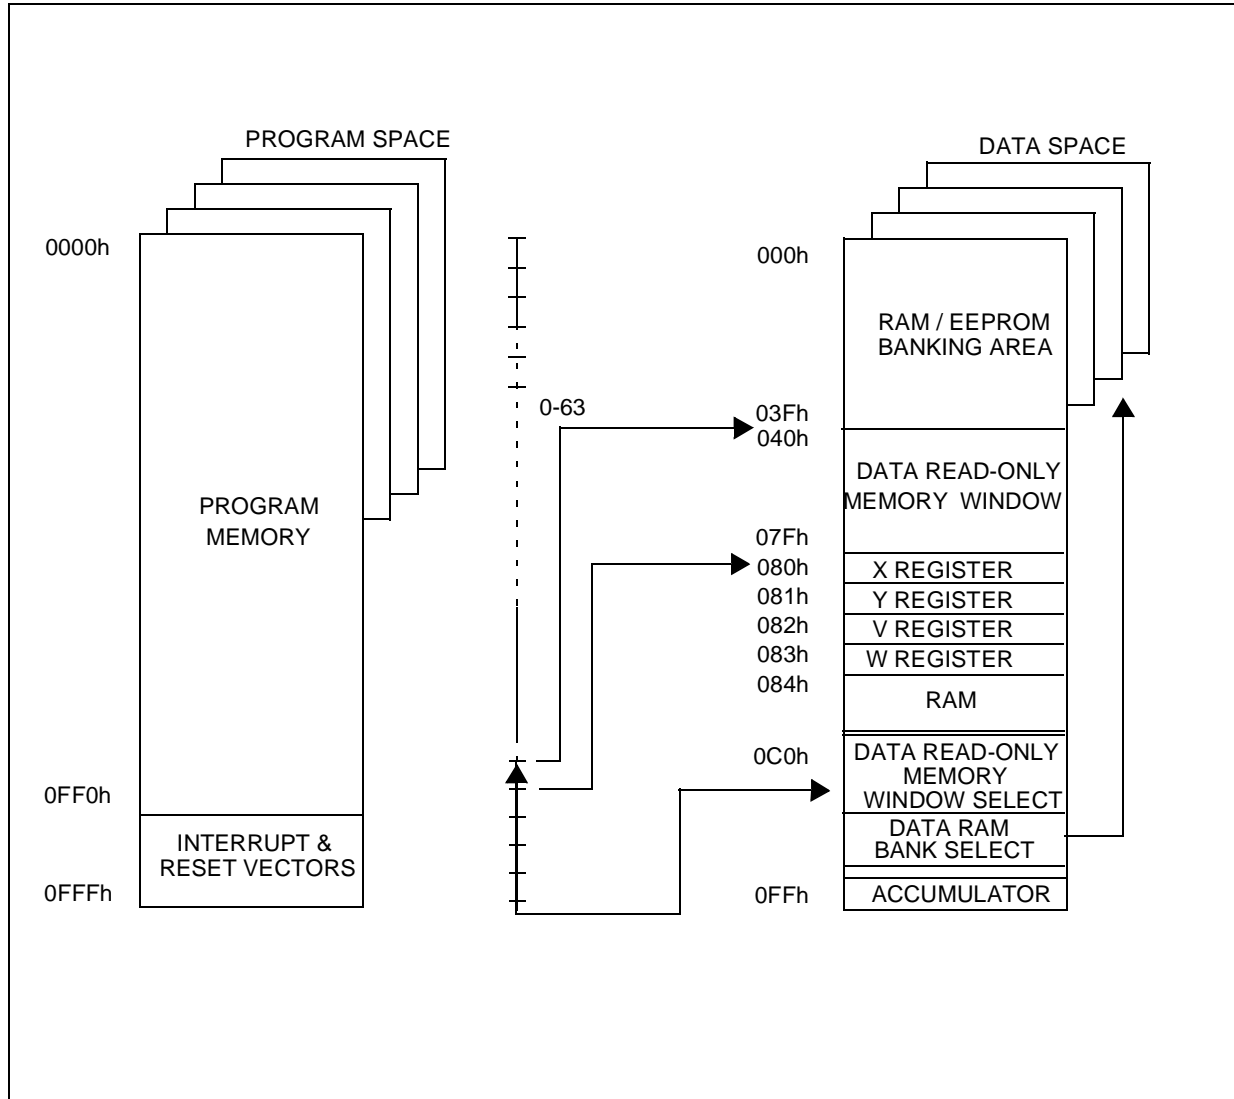 PROGRAM SPACE
0000h
PROGRAM
MEMORY
0FF0h
INTERRUPT &
RESET VECTORS
0FFFh
0-63
DATA SPACE
000h
RAM / EEPROM
BANKING AREA
03Fh
040h
DATA READ-ONLY
MEMORY WINDOW
07Fh
080h
X REGISTER
081h
Y REGISTER
082h
V REGISTER
083h
W REGISTER
084h
RAM
0C0h
DATA READ-ONLY
MEMORY
WINDOW SELECT
DATA RAM
BANK SELECT
0FFh
ACCUMULATOR